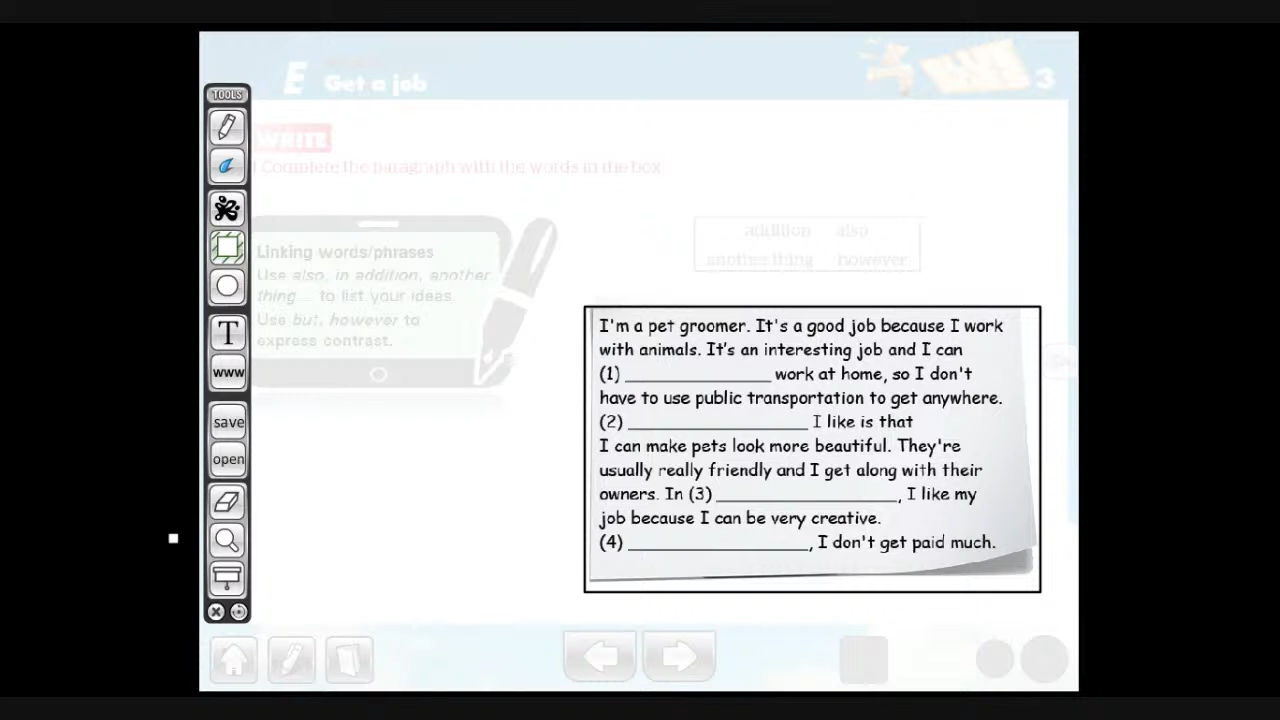 E Get a job
3
TOOLS
WRITE
Complete the paragraph with the words in the box
Linking words/phrases
Use also, in addition, another
thing... to list your ideas.
Use but, however to
express contrast.
addition also
another thing however
I'm a pet groomer. It's a good job because I work
with animals. It's an interesting job and I can
(1) ______________ work at home, so I don't
have to use public transportation to get anywhere.
(2) _________________ I like is that
I can make pets look more beautiful. They're
usually really friendly and I get along with their
owners. In (3) _________________, I like my
job because I can be very creative.
(4) _________________, I don't get paid much.
T
www
save
open